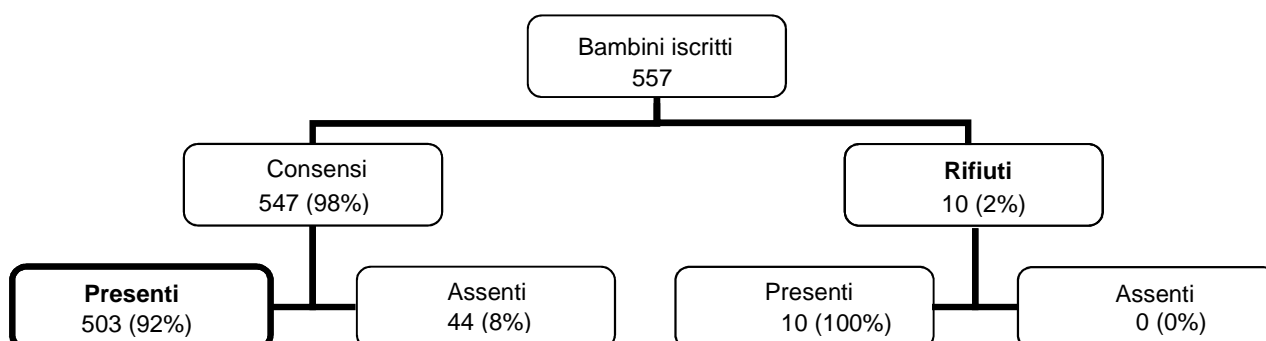 Bambini iscritti
557
Consensi
547 (98%)
Rifiuti
10 (2%)
Presenti
503 (92%)
Assenti
44 (8%)
Presenti
10 (100%)
Assenti
0 (0%)